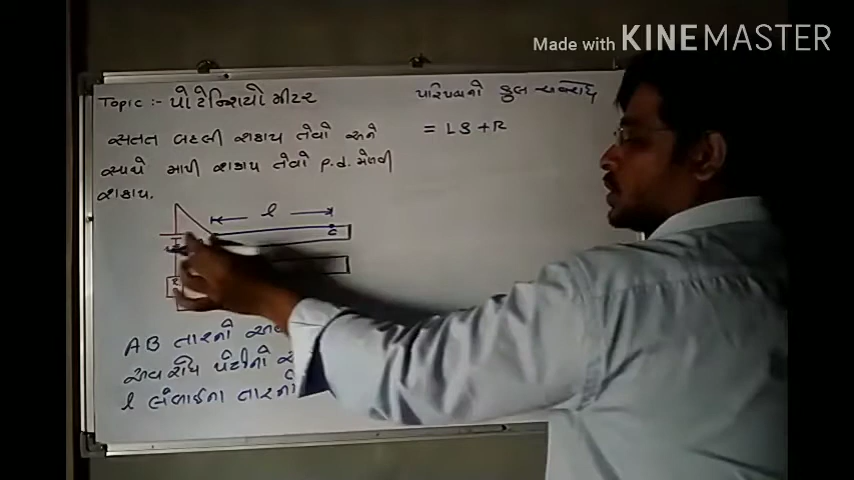 Made with KINEMASTER
Topic :- પોટેન્શિયોમીટર
સતત બદલી શકાય તેવો અને
સાથે માપી શકાય તેવો p.d. મેળવી
શકાય.
પરિપથનો કુલ અવરોધ
= LS + R
l
C
R
AB તારનો
અવરોધ પેટીનો
l લંબાઈના તારનો